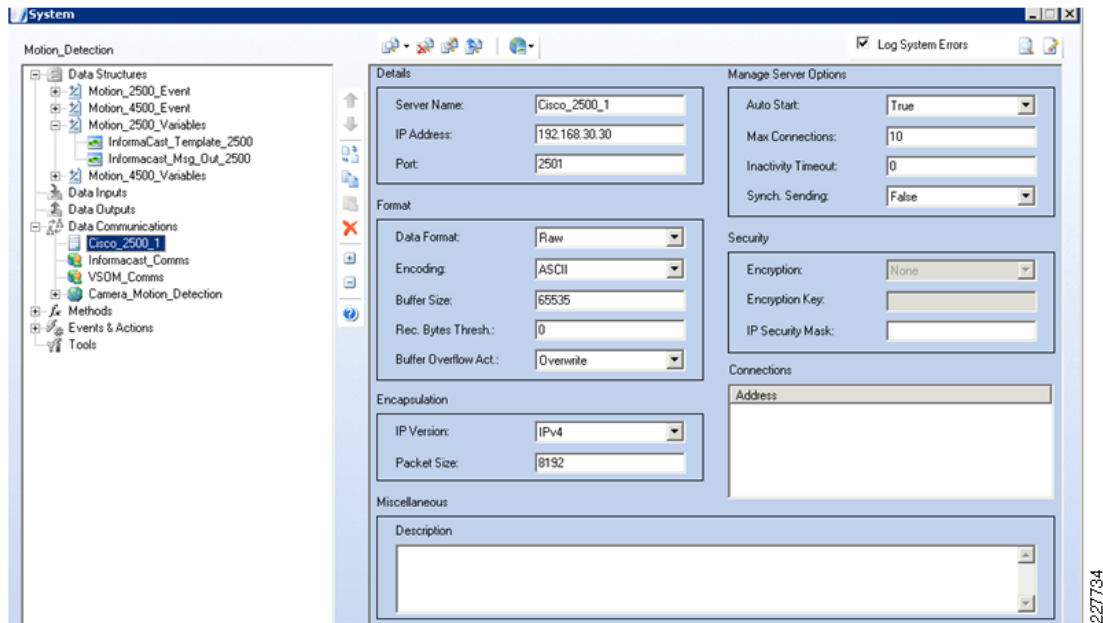 System
Motion_Detection
Log System Errors
Data Structures
Motion_2500_Event
Motion_4500_Event
Motion_2500_Variables
InformaCast_Template_2500
Informacast_Msg_Out_2500
Motion_4500_Variables
Data Inputs
Data Outputs
Data Communications
Cisco_2500_1
Informacast_Comms
VSOM_Comms
Camera_Motion_Detection
Methods
Events & Actions
Tools
Details
Server Name: Cisco_2500_1
IP Address: 192.168.30.30
Port: 2501
Format
Data Format: Raw
Encoding: ASCII
Buffer Size: 65535
Rec. Bytes Thresh.: 0
Buffer Overflow Act.: Overwrite
Encapsulation
IP Version: IPv4
Packet Size: 8192
Manage Server Options
Auto Start: True
Max Connections: 10
Inactivity Timeout: 0
Synch. Sending: False
Security
Encryption: None
Encryption Key:
IP Security Mask:
Connections
Address
Miscellaneous
Description
227734